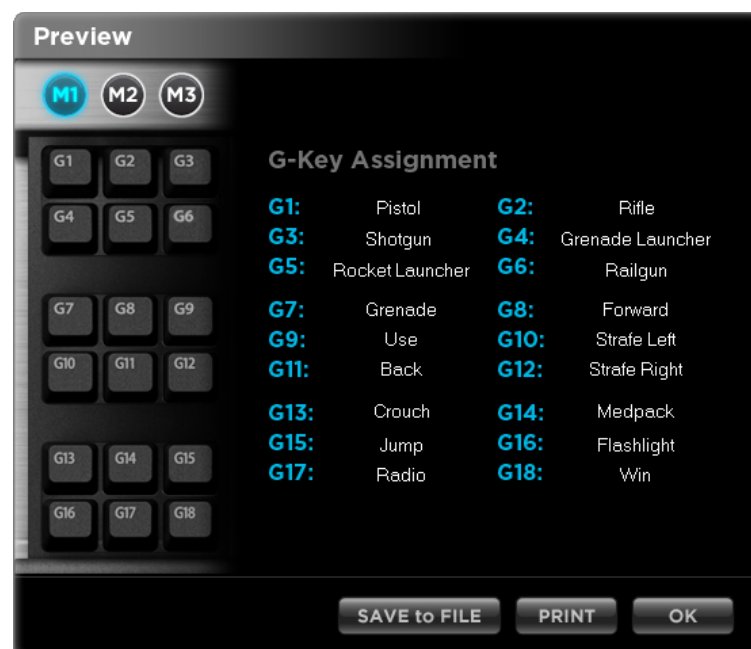 Preview
M1 M2 M3
G1 G2 G3
G4 G5 G6
G7 G8 G9
G10 G11 G12
G13 G14 G15
G16 G17 G18
G-Key Assignment
G1: Pistol G2: Rifle
G3: Shotgun G4: Grenade Launcher
G5: Rocket Launcher G6: Railgun
G7: Grenade G8: Forward
G9: Use G10: Strafe Left
G11: Back G12: Strafe Right
G13: Crouch G14: Medpack
G15: Jump G16: Flashlight
G17: Radio G18: Win
SAVE to FILE PRINT OK